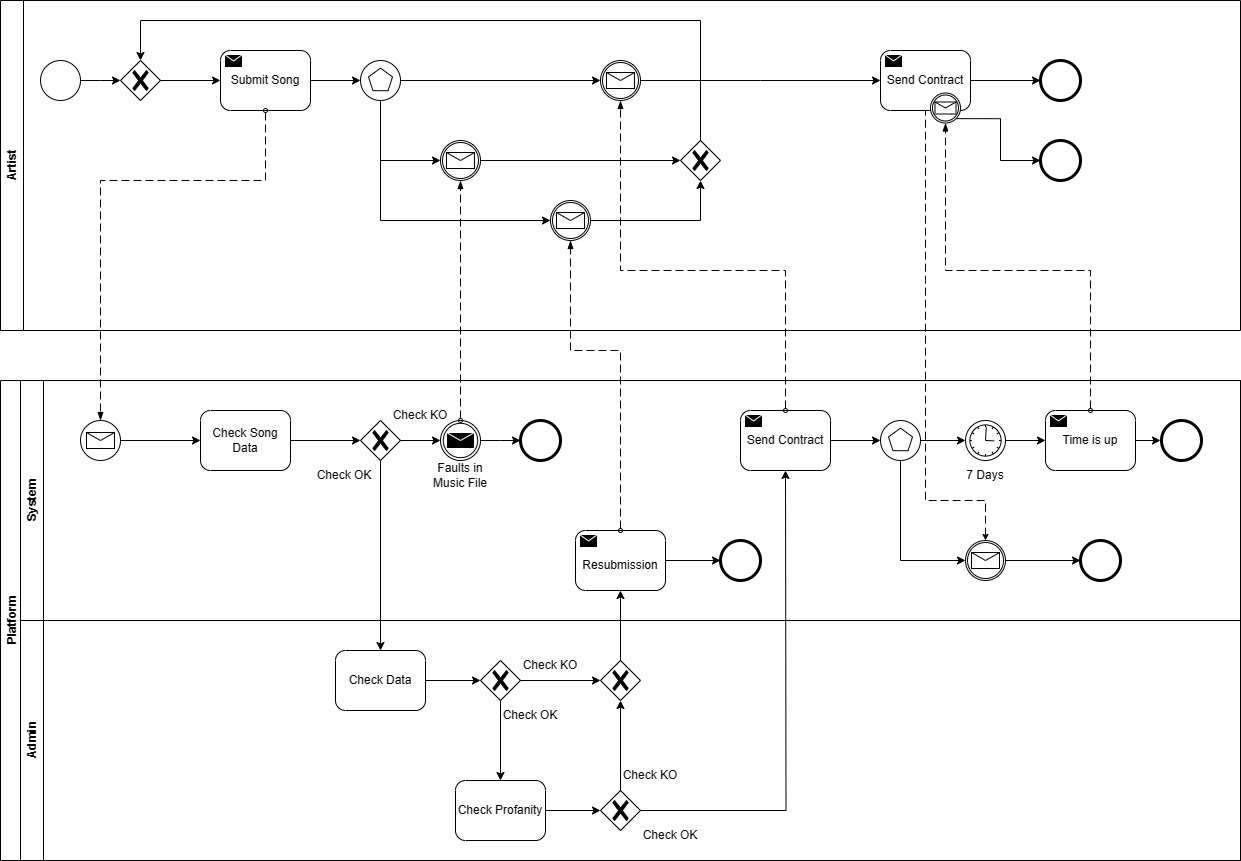 Artist
Submit Song
Send Contract
Platform
System
Check Song
Data
Check KO
Check OK
Faults in
Music File
Send Contract
7 Days
Time is up
Resubmission
Admin
Check Data
Check KO
Check OK
Check Profanity
Check KO
Check OK